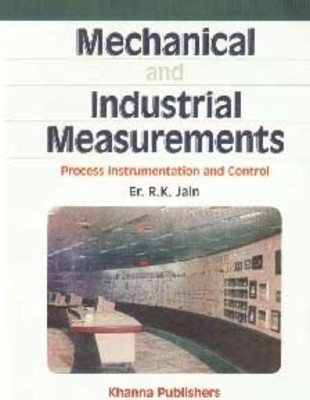 Mechanical
and
Industrial
Measurements
Process Instrumentation and Control
Er. R.K. Jain
Khanna Publishers